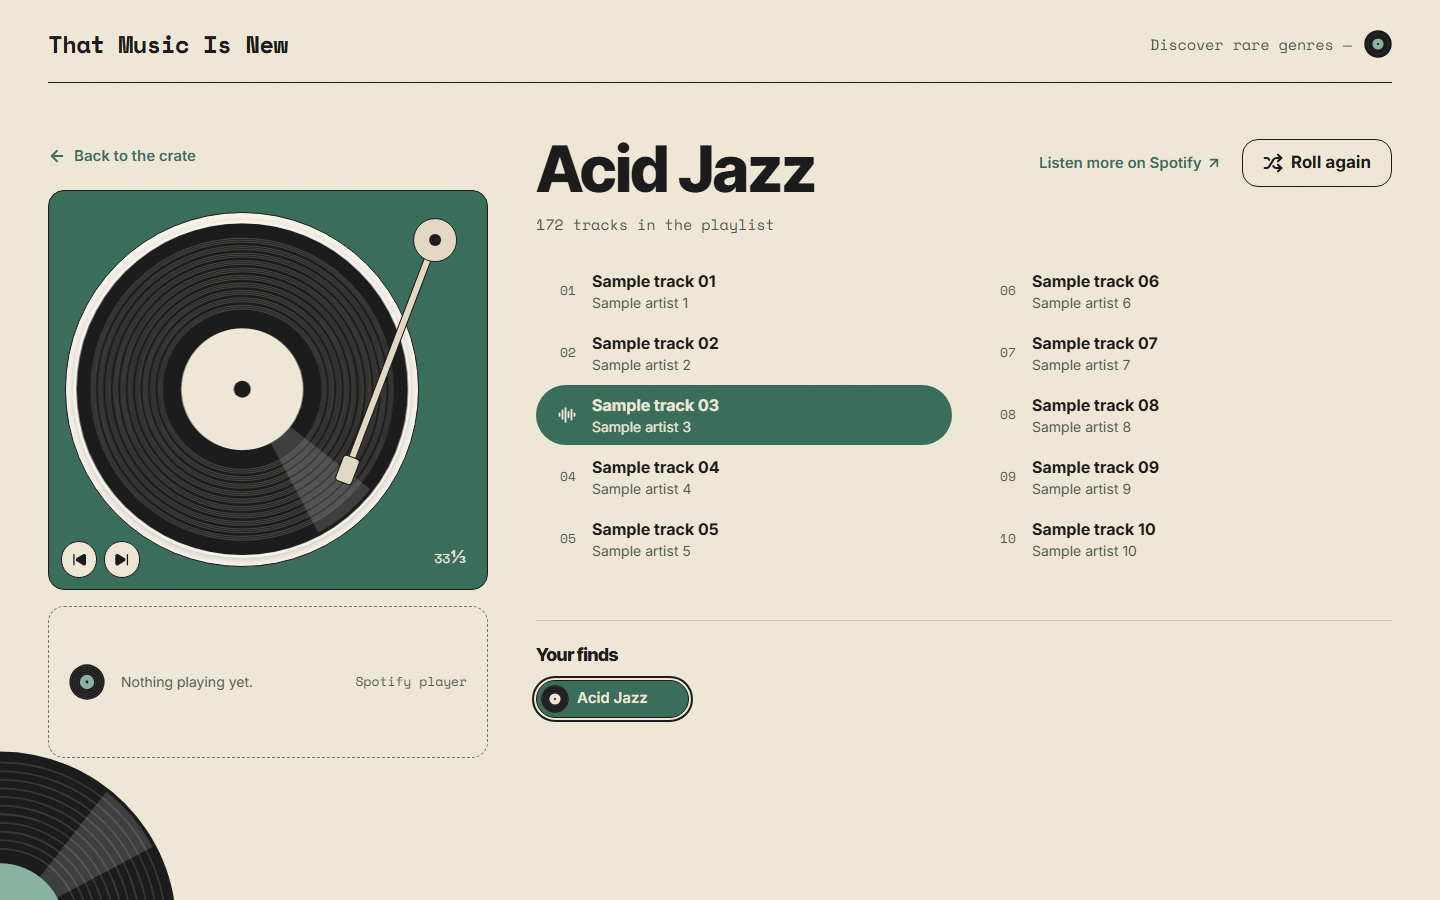 That Music Is New
Discover rare genres —
Back to the crate
Acid Jazz
Listen more on Spotify
Roll again
172 tracks in the playlist
01
Sample track 01
Sample artist 1
02
Sample track 02
Sample artist 2
Sample track 03
Sample artist 3
04
Sample track 04
Sample artist 4
05
Sample track 05
Sample artist 5
06
Sample track 06
Sample artist 6
07
Sample track 07
Sample artist 7
08
Sample track 08
Sample artist 8
09
Sample track 09
Sample artist 9
10
Sample track 10
Sample artist 10
33⅓
Nothing playing yet.
Spotify player
Your finds
Acid Jazz